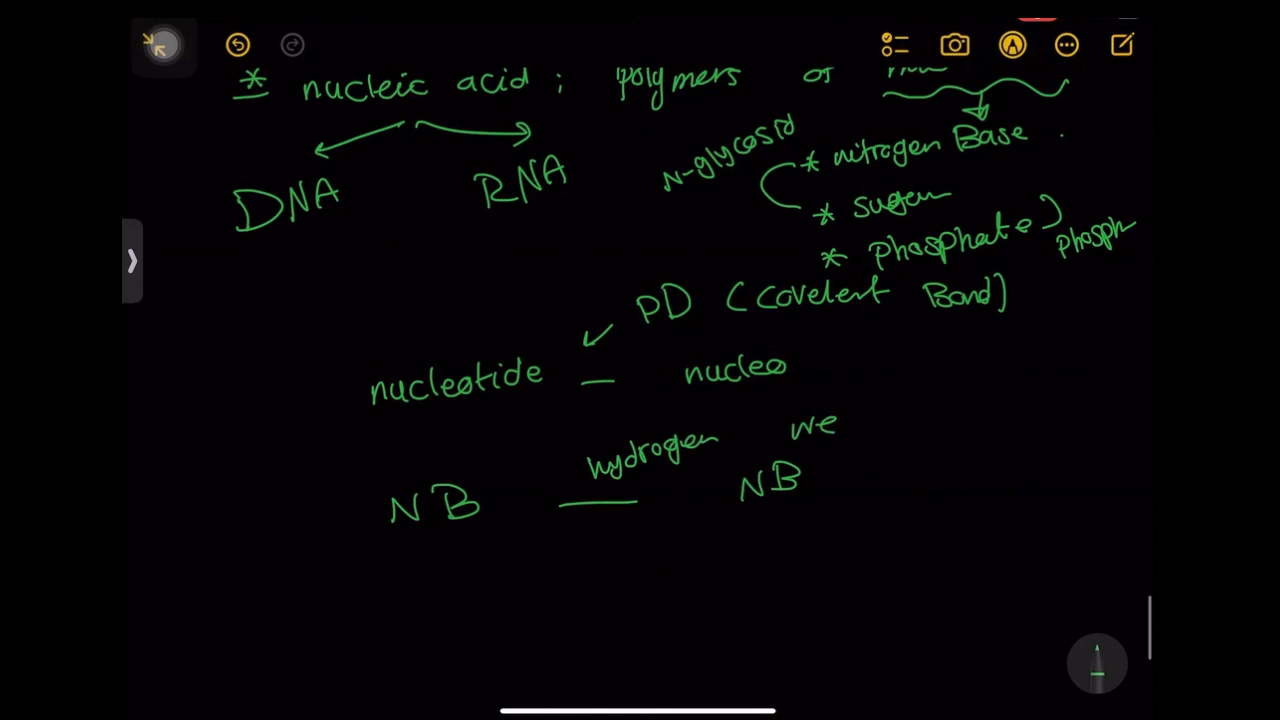 * nucleic acid ; polymers of
DNA
RNA
N-glycosid
* nitrogen Base .
* sugen
* phosphate
phosph
PD (Covelent Bond)
nucleotide — nucleo
hydrogen we
NB — NB